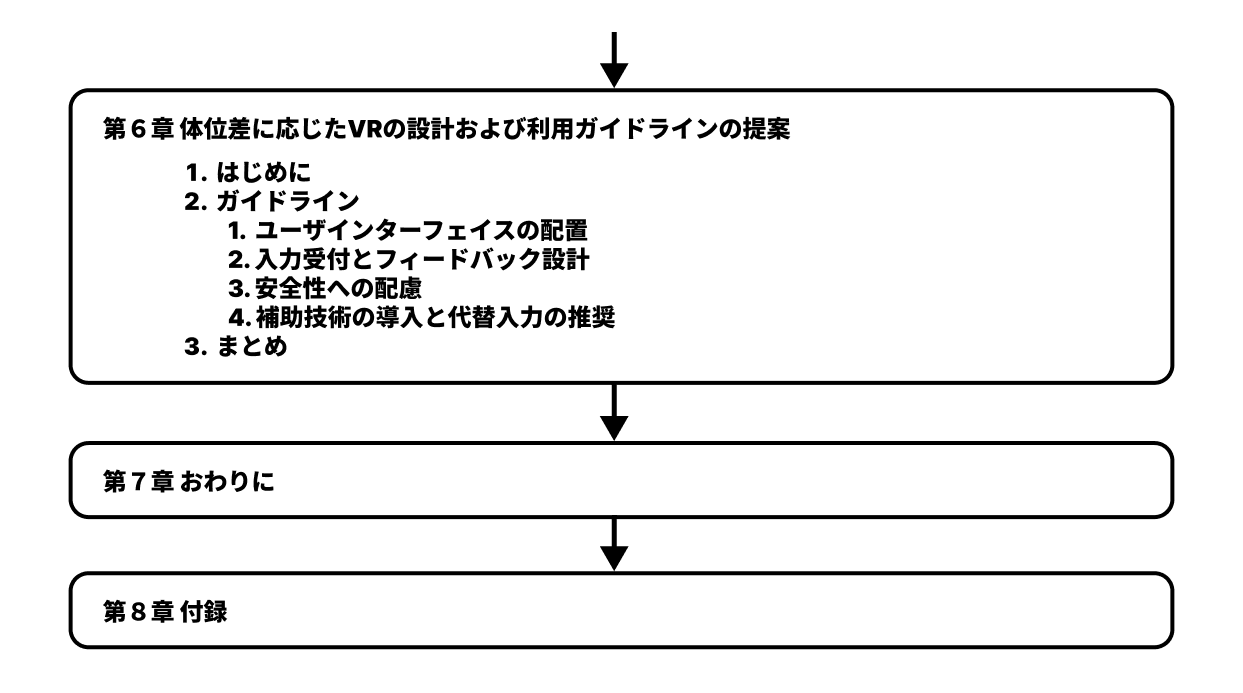 第６章 体位差に応じたVRの設計および利用ガイドラインの提案
1. はじめに
2. ガイドライン
1. ユーザインターフェイスの配置
2. 入力受付とフィードバック設計
3. 安全性への配慮
4. 補助技術の導入と代替入力の推奨
3. まとめ
第７章 おわりに
第８章 付録